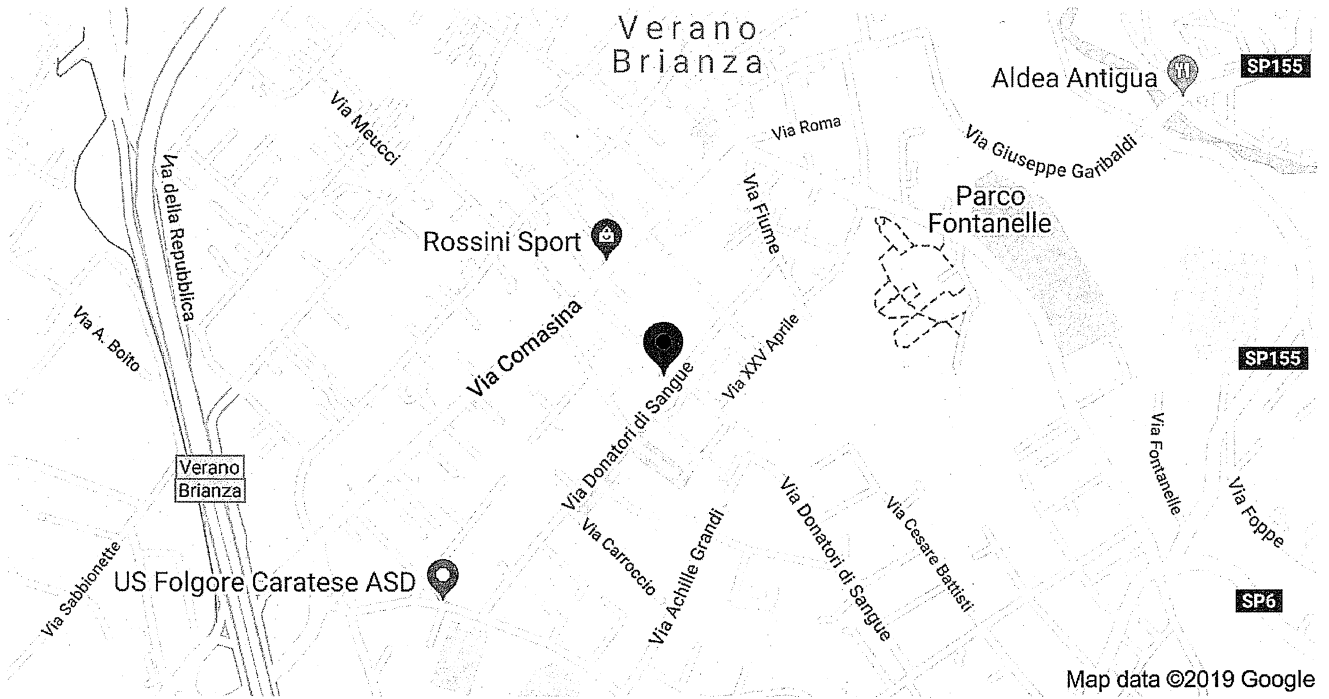 Verano
Brianza
Aldea Antigua
SP155
Via Meucci
Via Roma
Via Giuseppe Garibaldi
Via della Repubblica
Via Fiume
Parco
Fontanelle
Rossini Sport
Via A. Boito
Via Comasina
Via XXV Aprile
SP155
Via Donatori di Sangue
Via Fontanelle
Verano
Brianza
Via Foppe
Via Donatori di Sangue
Via Cesare Battisti
Via Carroccio
Via Achille Grandi
Via Sabbionette
US Folgore Caratese ASD
SP6
Map data ©2019 Google